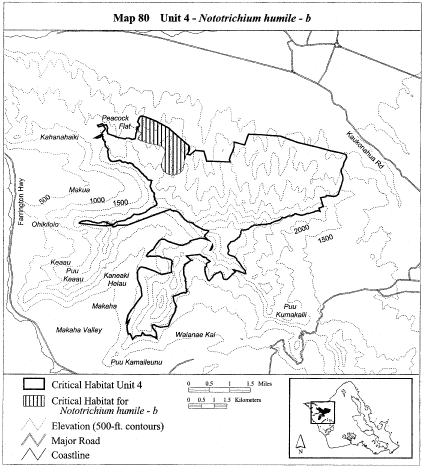 Map 80 Unit 4 - Nototrichium humile - b
Peacock
Flat
Kahanahaiki
Kaukonahua Rd
Farrington Hwy
Makua
500
1000
1500
Ohikilolo
2000
1500
Keaau
Puu
Keaau
Kaneaki
Heiau
Makaha
Puu
Kumakalii
Makaha Valley
Waianae Kai
Puu Kamaileunu
Critical Habitat Unit 4
Critical Habitat for
Nototrichium humile - b
Elevation (500-ft. contours)
Major Road
Coastline
0 0.5 1 1.5 Miles
0 0.5 1 1.5 Kilometers
N